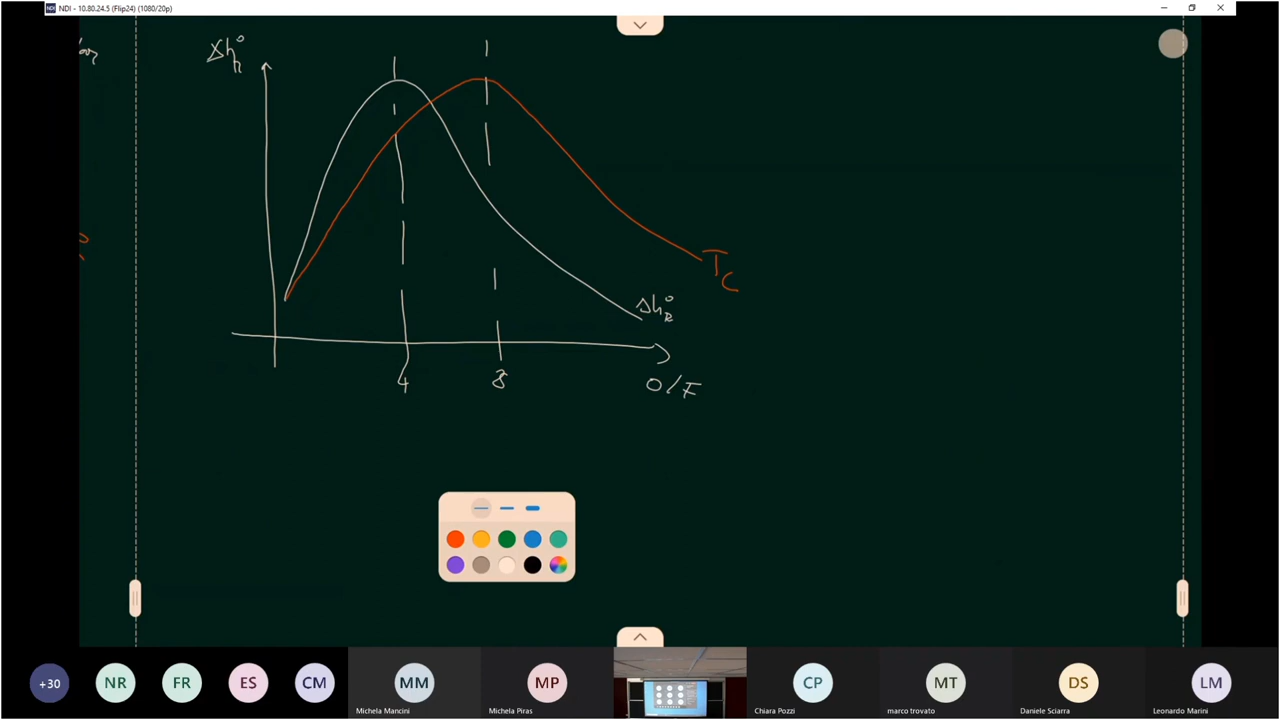 NDI - 10.80.24.5 (Flip24) (1080/20p)
Δh°R
Tc
Δh°R
4
8
O/F
+30
NR
FR
ES
CM
MM
MP
CP
MT
DS
LM
Michela Mancini
Michela Piras
Chiara Pozzi
marco trovato
Daniele Sciarra
Leonardo Marini